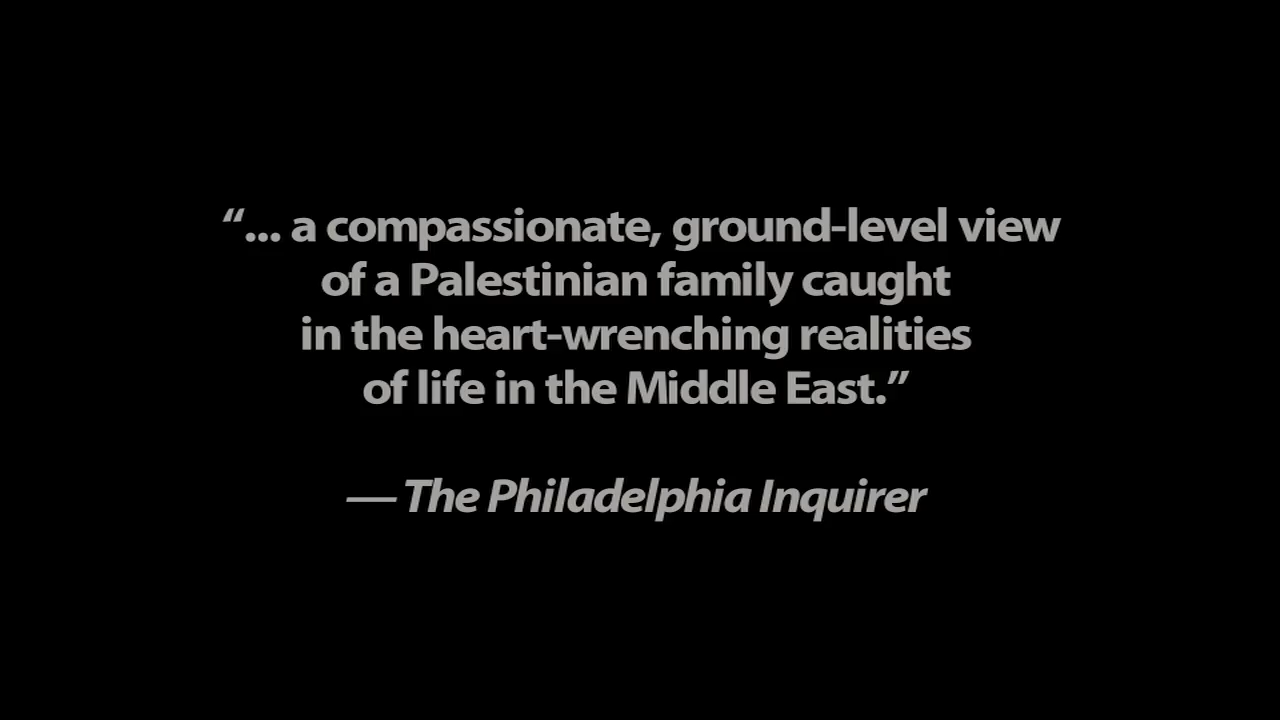 “... a compassionate, ground-level view
of a Palestinian family caught
in the heart-wrenching realities
of life in the Middle East.”
— The Philadelphia Inquirer